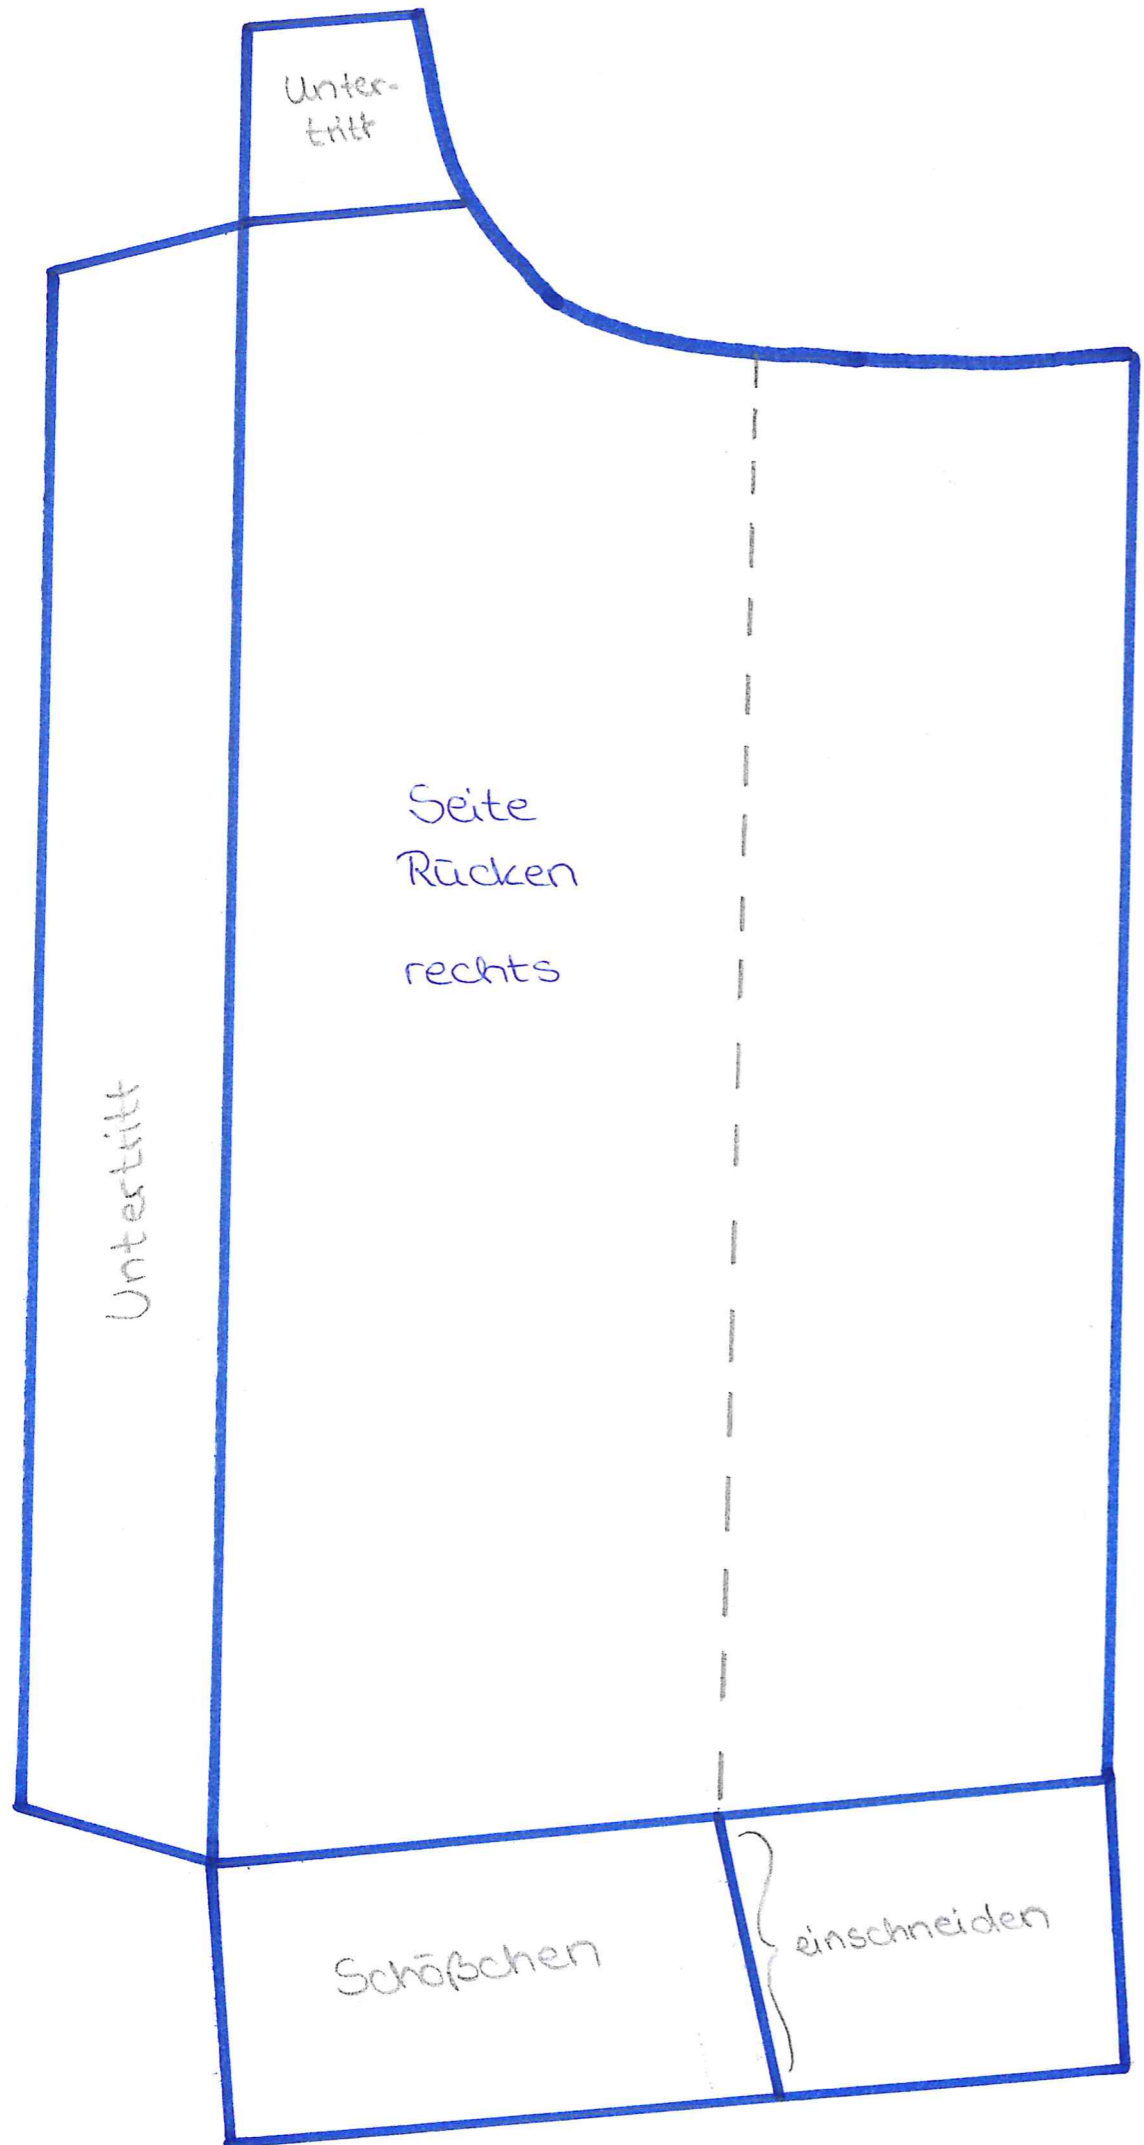 Unter-
tritt
Seite
Rücken
rechts
Untertritt
Schößchen
einschneiden